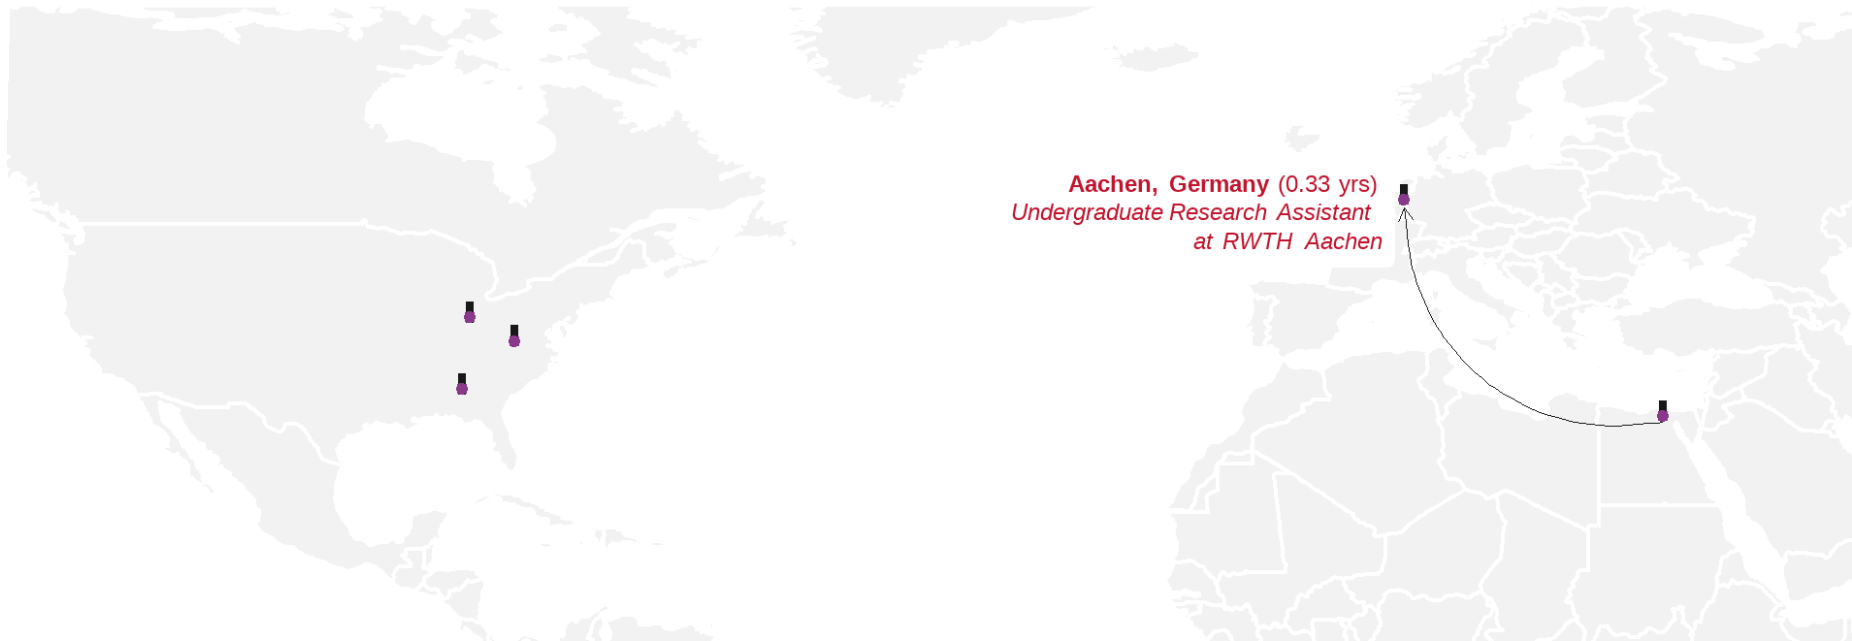 Aachen, Germany (0.33 yrs)
Undergraduate Research Assistant
at RWTH Aachen